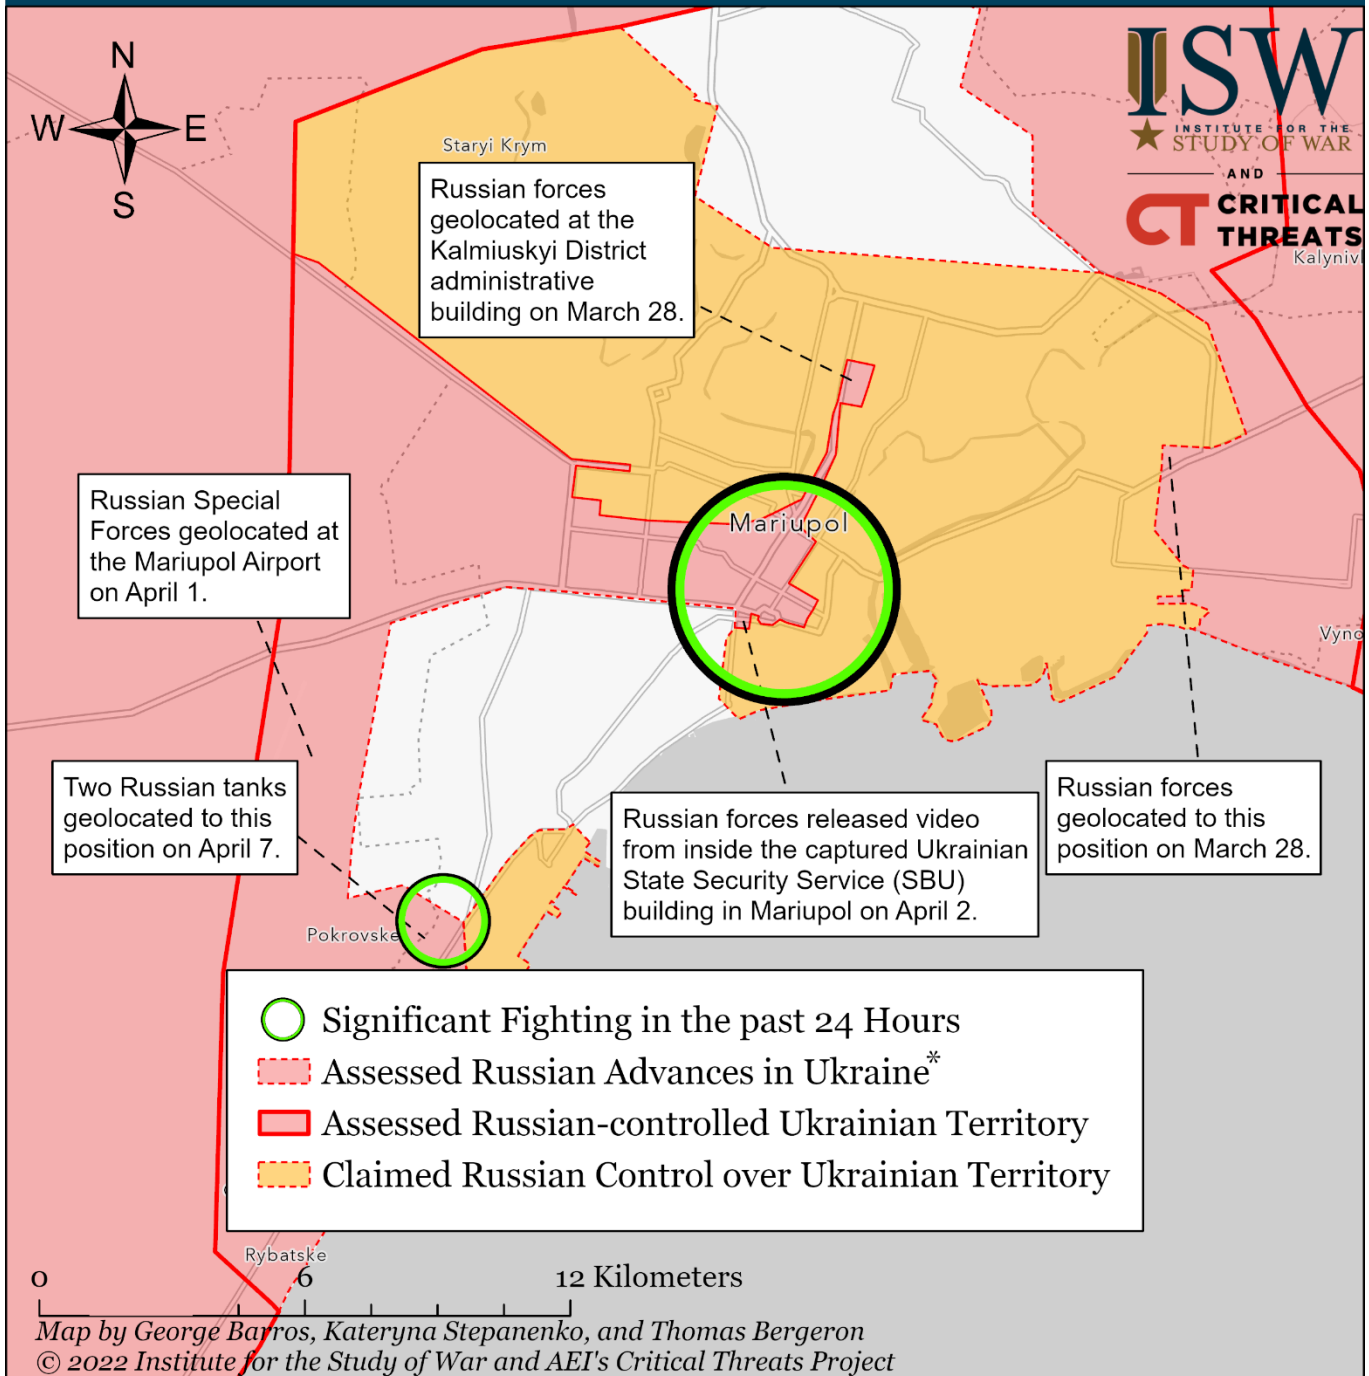 N
W E
S
ISW
INSTITUTE FOR THE
STUDY OF WAR
AND
CT CRITICAL
THREATS
Staryi Krym
Russian forces
geolocated at the
Kalmiuskyi District
administrative
building on March 28.
Russian Special
Forces geolocated at
the Mariupol Airport
on April 1.
Mariupol
Two Russian tanks
geolocated to this
position on April 7.
Russian forces released video
from inside the captured Ukrainian
State Security Service (SBU)
building in Mariupol on April 2.
Russian forces
geolocated to this
position on March 28.
Pokrovske
Significant Fighting in the past 24 Hours
Assessed Russian Advances in Ukraine*
Assessed Russian-controlled Ukrainian Territory
Claimed Russian Control over Ukrainian Territory
Rybatske
0 6 12 Kilometers
Map by George Barros, Kateryna Stepanenko, and Thomas Bergeron
© 2022 Institute for the Study of War and AEI's Critical Threats Project